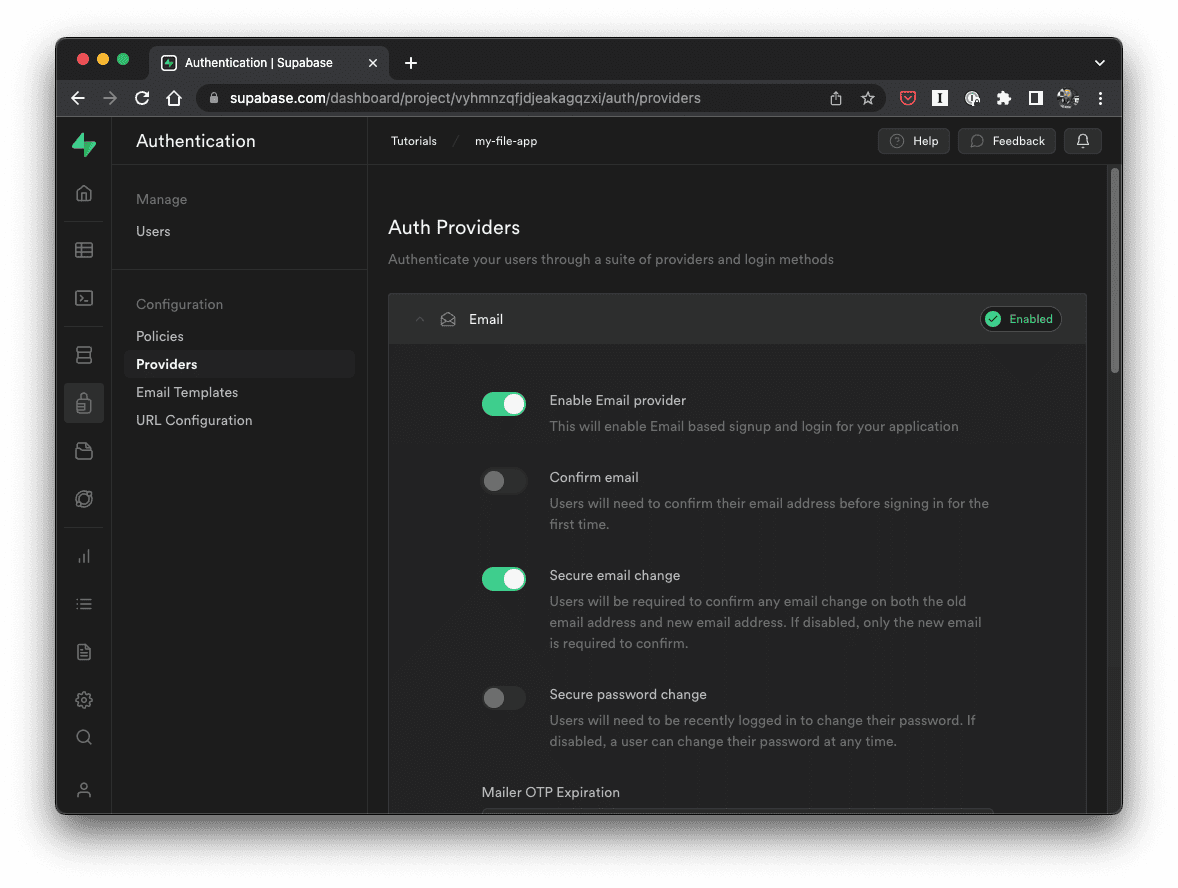 Authentication | Supabase
supabase.com/dashboard/project/vyhmnzqfjdjeakagqzxi/auth/providers
Authentication
Tutorials / my-file-app
Help
Feedback
Manage
Users
Configuration
Policies
Providers
Email Templates
URL Configuration
Auth Providers
Authenticate your users through a suite of providers and login methods
Email
Enabled
Enable Email provider
This will enable Email based signup and login for your application
Confirm email
Users will need to confirm their email address before signing in for the
first time.
Secure email change
Users will be required to confirm any email change on both the old
email address and new email address. If disabled, only the new email
is required to confirm.
Secure password change
Users will need to be recently logged in to change their password. If
disabled, a user can change their password at any time.
Mailer OTP Expiration